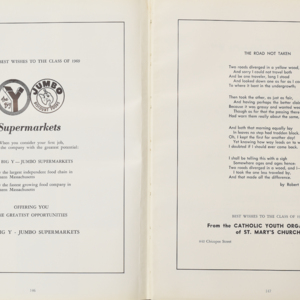 BEST WISHES TO THE CLASS OF
Y
JUMBO
Supermarkets
When you consider your first job,
the company with the greatest potential
BIG Y – JUMBO SUPERMARKETS
the largest independent food chain in
Western Massachusetts
the fastest growing food company in
Western Massachusetts
OFFERING YOU
THE GREATEST OPPORTUNITIES
BIG Y - JUMBO SUPERMARKETS
THE ROAD NOT TAKEN
Two roads diverged in a yellow wood,
And sorry I could not travel both
And be one traveler, long I stood
And looked down one as far as I could
To where it bent in the undergrowth;
Then took the other, as just as fair,
And having perhaps the better claim,
Because it was grassy and wanted wear;
Though as for that the passing there
Had worn them really about the same,
And both that morning equally lay
In leaves no step had trodden black.
Oh, I kept the first for another day!
Yet knowing how way leads on to way,
I doubted if I should ever come back.
I shall be telling this with a sigh
Somewhere ages and ages hence:
Two roads diverged in a wood, and I—
I took the one less traveled by,
And that has made all the difference.
by Robert
BEST WISHES TO THE CLASS OF
From the CATHOLIC YOUTH ORG
of ST. MARY'S CHURCH